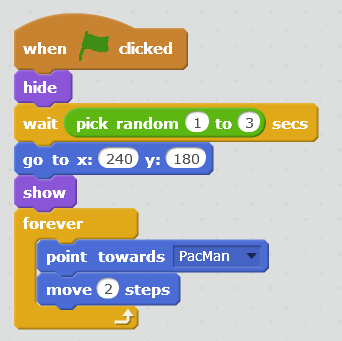 when clicked
hide
wait pick random 1 to 3 secs
go to x: 240 y: 180
show
forever
point towards PacMan
move 2 steps